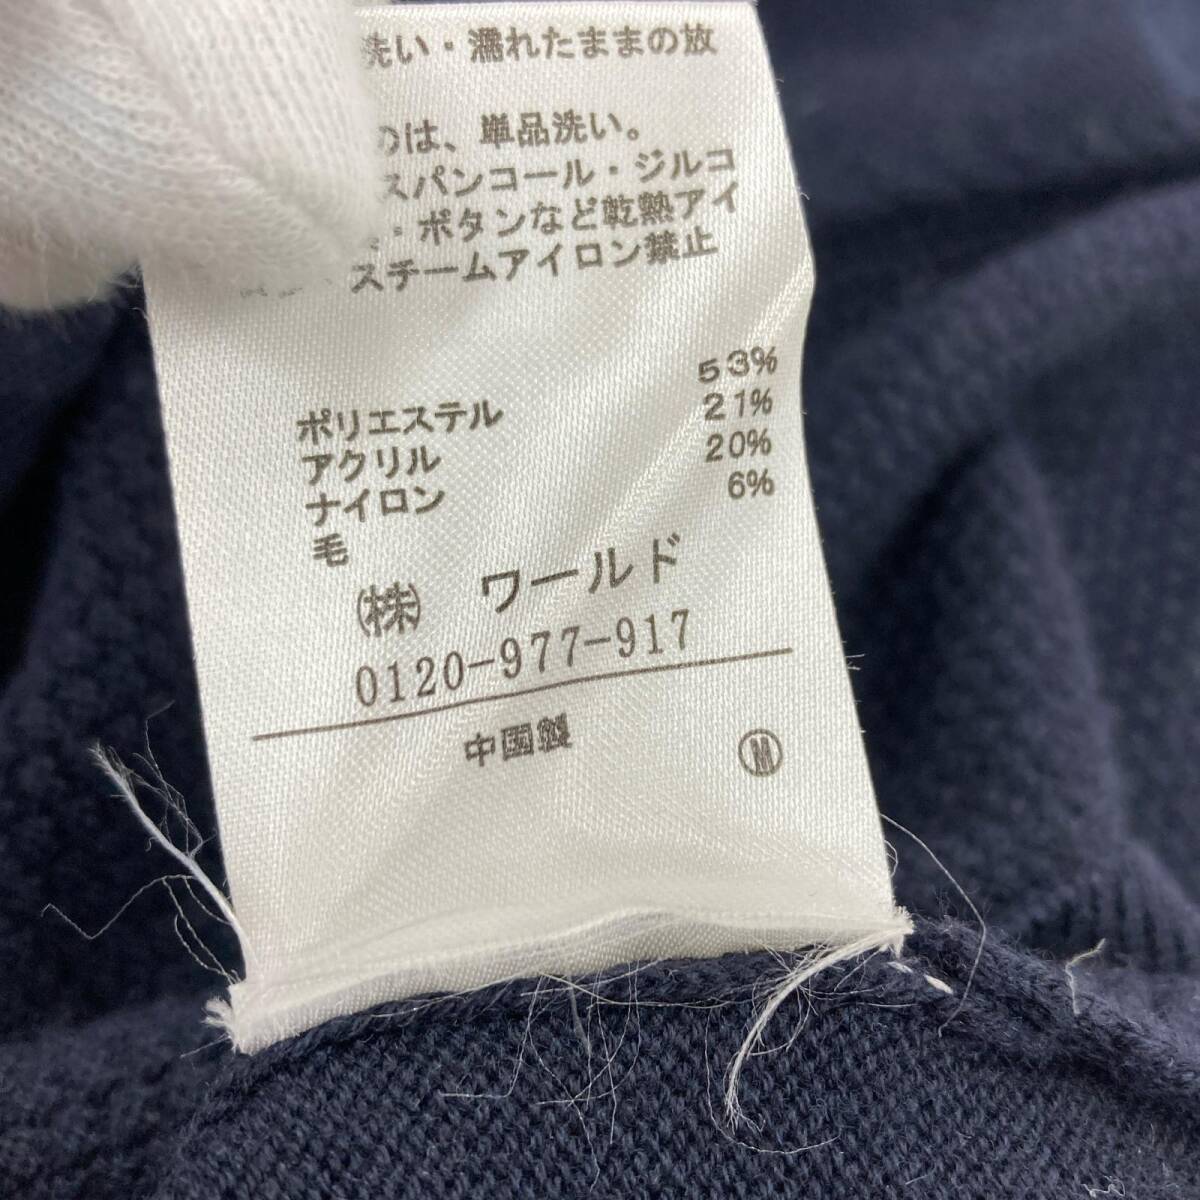 洗い・濡れたままの放
のは、単品洗い。
スパンコール・ジルコ
・ボタンなど乾熱アイ
スチームアイロン禁止
ポリエステル 53%
アクリル 21%
ナイロン 20%
毛 6%
(株) ワールド
0120-977-917
中国製 Ⓜ